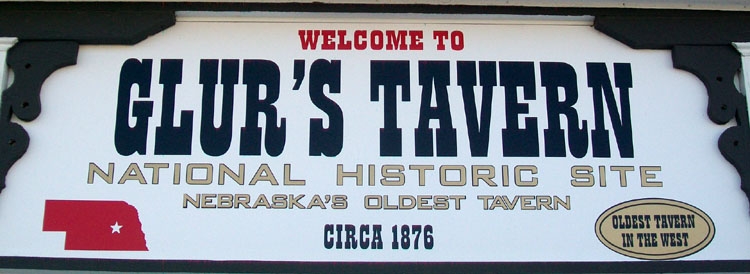 WELCOME TO
GLUR'S TAVERN
NATIONAL HISTORIC SITE
NEBRASKA'S OLDEST TAVERN
CIRCA 1876
OLDEST TAVERN
IN THE WEST